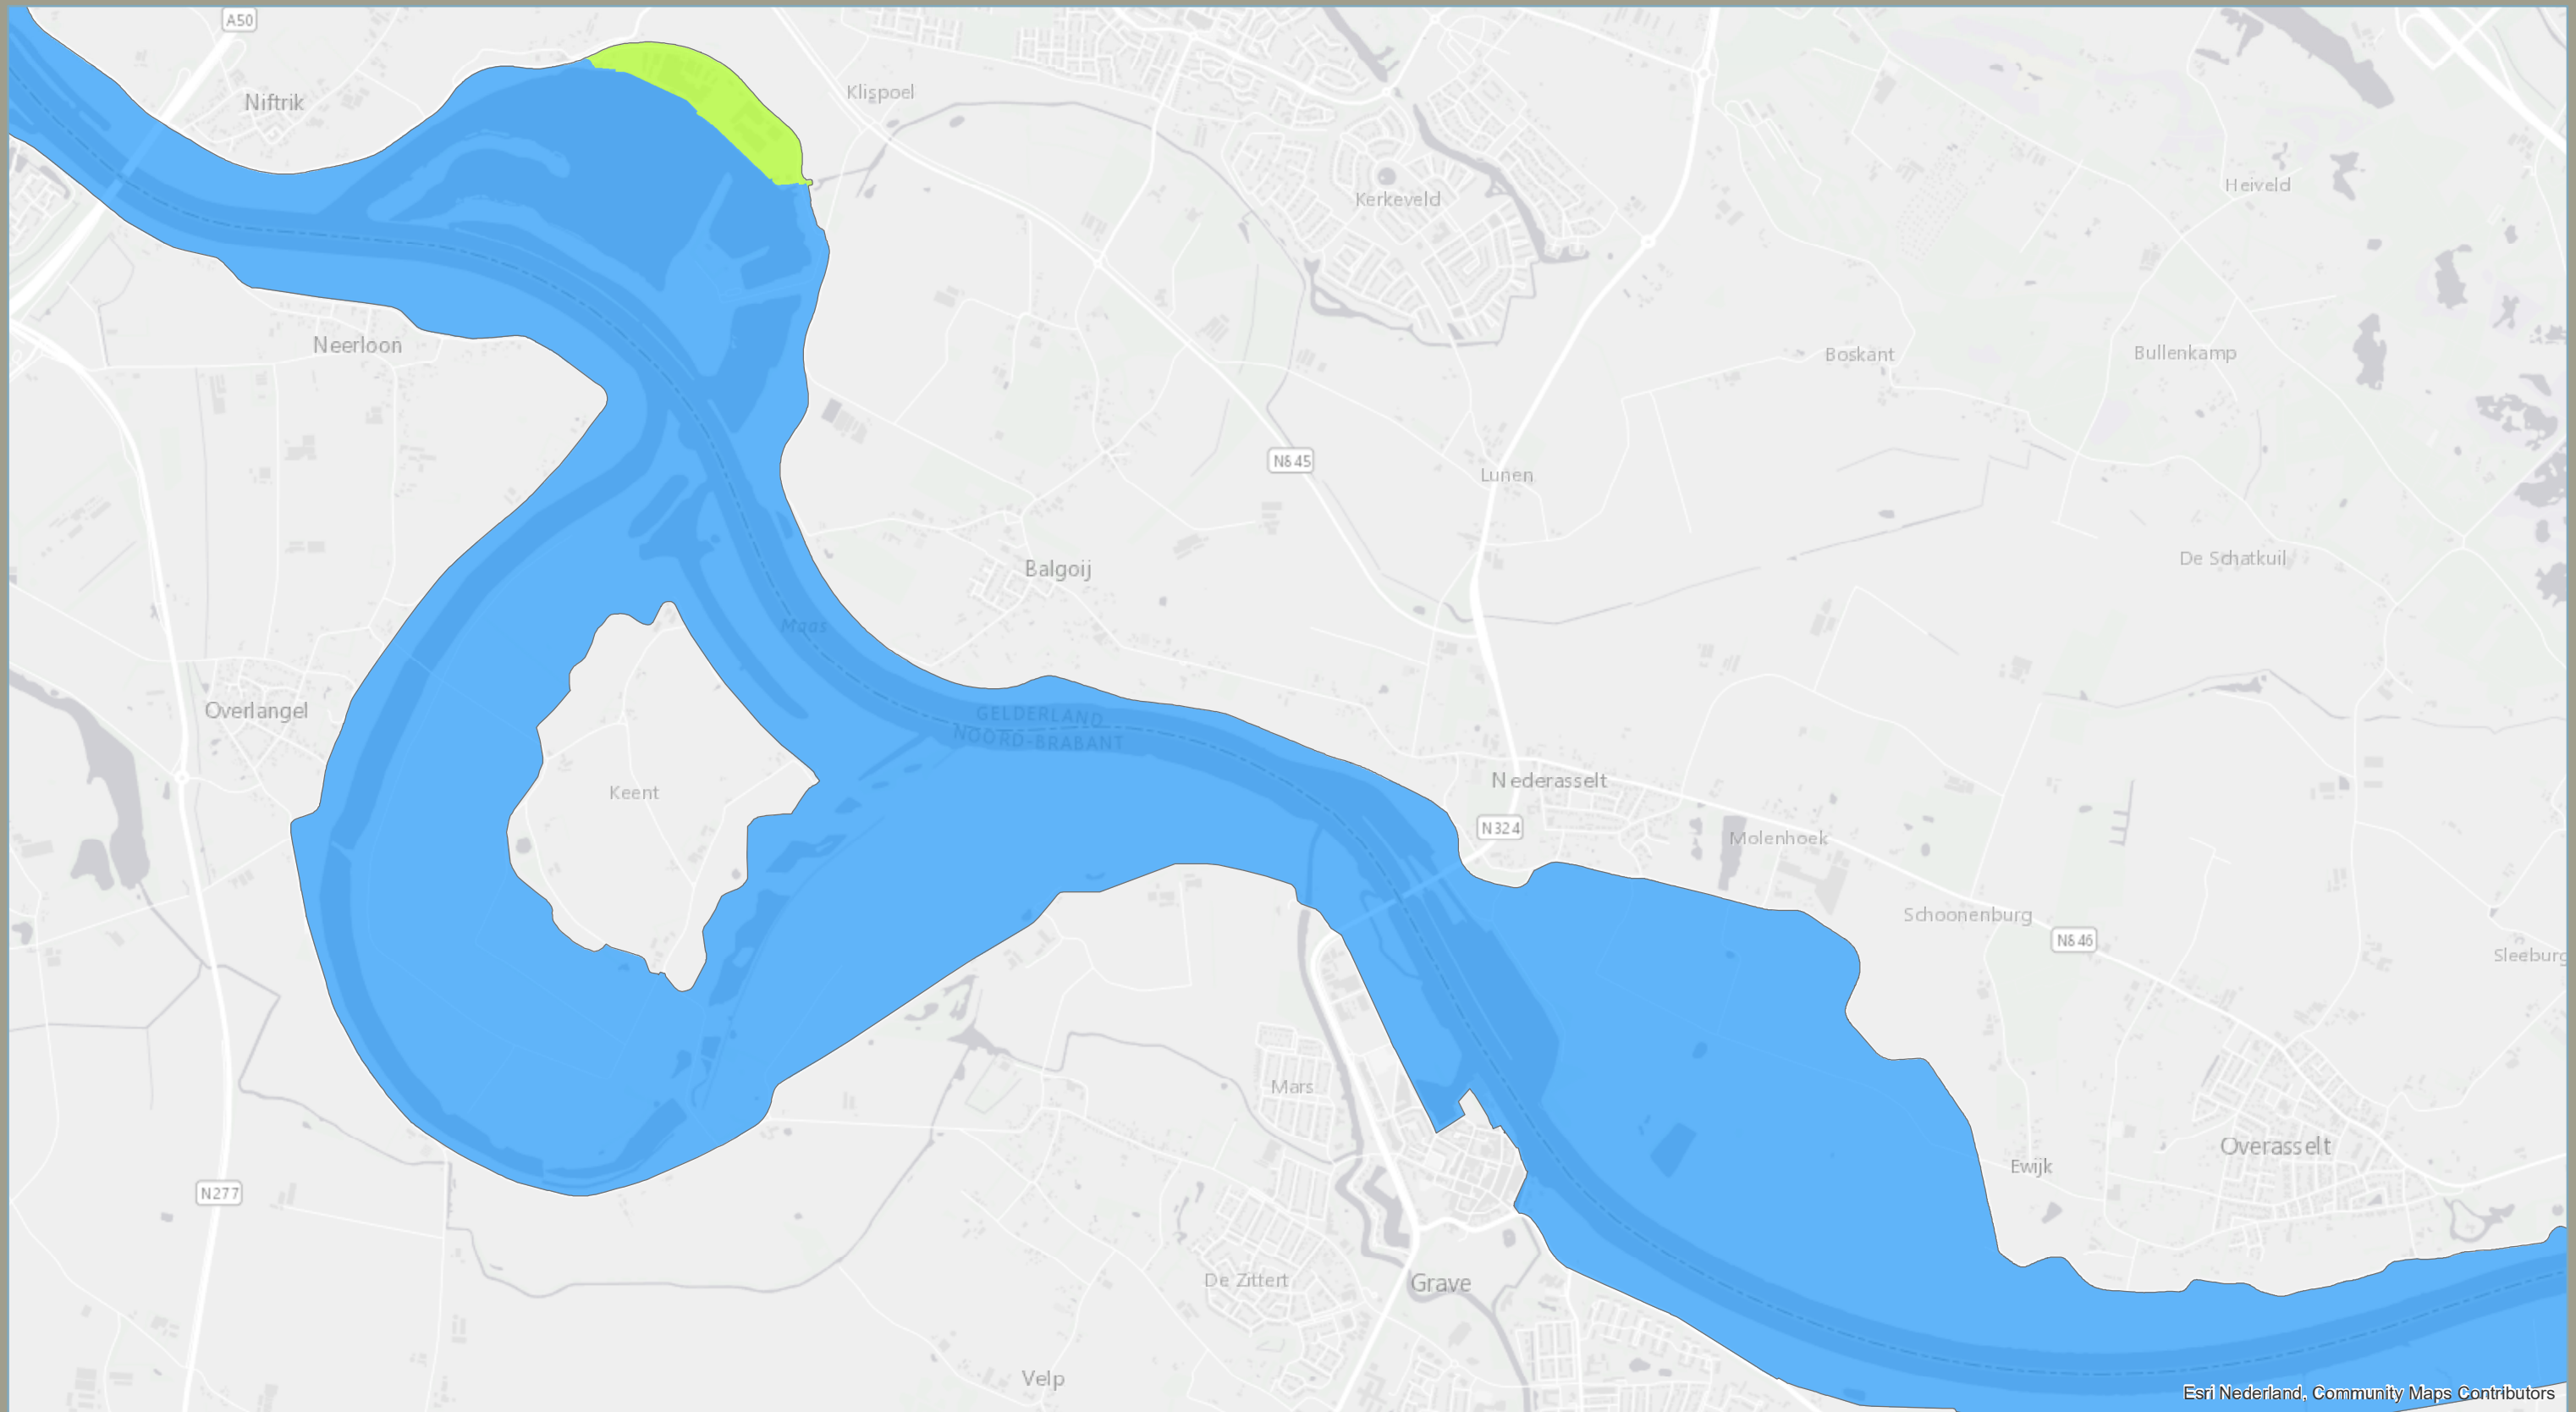 A50
Niftrik
Klispoel
Kerkeveld
Heiveld
Neerloon
Boskant
Bullenkamp
N845
Lunen
De Schatkuil
Balgoij
Maas
Overlangel
GELDERLAND
NOORD-BRABANT
Keent
Nederasselt
N324
Molenhoek
Schoonenburg
N846
Sleeburg
Mars
Overasselt
Ewijk
N277
De Zittert
Grave
Velp
Esri Nederland, Community Maps Contributors